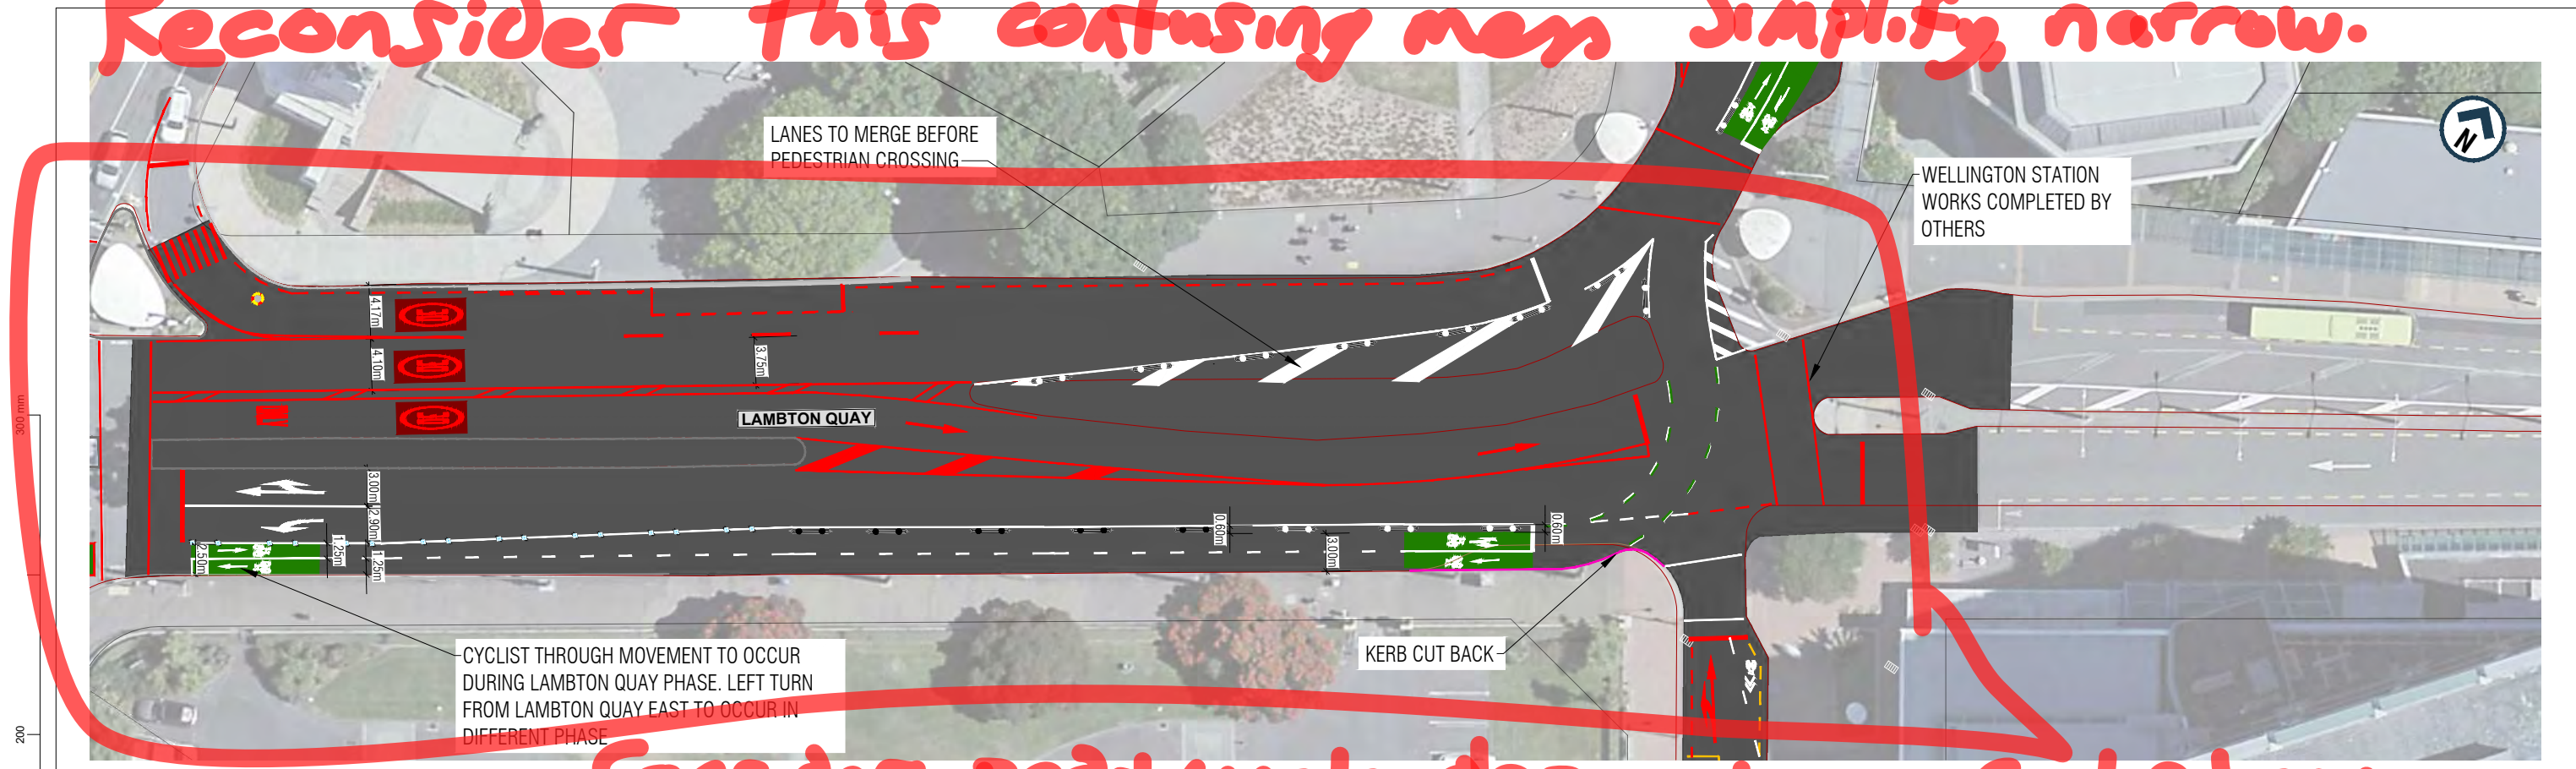 Reconsider this confusing mess simplify, narrow.
LANES TO MERGE BEFORE
PEDESTRIAN CROSSING
WELLINGTON STATION
WORKS COMPLETED BY
OTHERS
N
4.17m
4.10m
3.75m
LAMBTON QUAY
300 mm
3.00m
2.90m
1.25m
1.25m
2.50m
0.60m
0.60m
3.00m
KERB CUT BACK
CYCLIST THROUGH MOVEMENT TO OCCUR
DURING LAMBTON QUAY PHASE. LEFT TURN
FROM LAMBTON QUAY EAST TO OCCUR IN
DIFFERENT PHASE
200